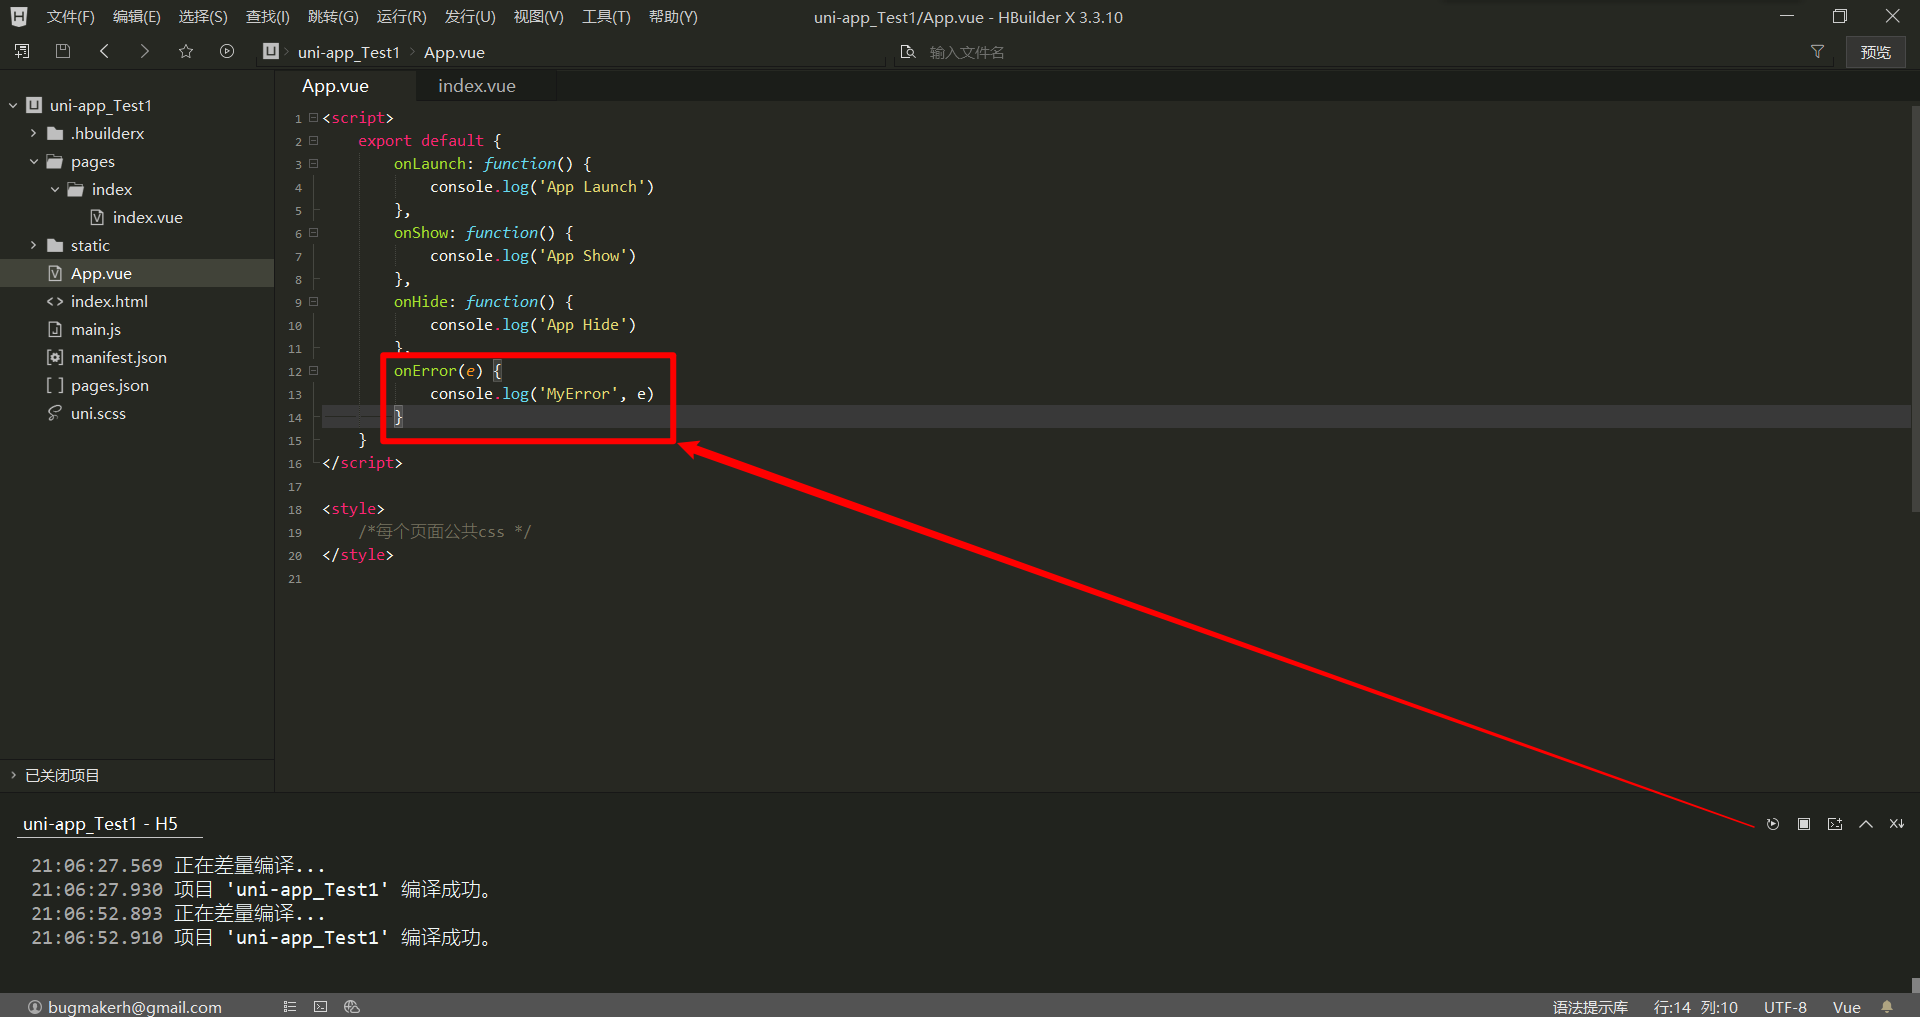 文件(F) 编辑(E) 选择(S) 查找(I) 跳转(G) 运行(R) 发行(U) 视图(V) 工具(T) 帮助(Y) uni-app_Test1/App.vue - HBuilder X 3.3.10
U uni-app_Test1 App.vue 输入文件名 预览
App.vue index.vue
uni-app_Test1
.hbuilderx
pages
index
index.vue
static
App.vue
index.html
main.js
manifest.json
pages.json
uni.scss
已关闭项目
1 <script>
2 export default {
3 onLaunch: function() {
4 console.log('App Launch')
5 },
6 onShow: function() {
7 console.log('App Show')
8 },
9 onHide: function() {
10 console.log('App Hide')
11 },
12 onError(e) {
13 console.log('MyError', e)
14 }
15 }
16 </script>
17
18 <style>
19 /*每个页面公共css */
20 </style>
21
uni-app_Test1 - H5
21:06:27.569 正在差量编译...
21:06:27.930 项目 'uni-app_Test1' 编译成功。
21:06:52.893 正在差量编译...
21:06:52.910 项目 'uni-app_Test1' 编译成功。
bugmakerh@gmail.com 语法提示库 行:14 列:10 UTF-8 Vue